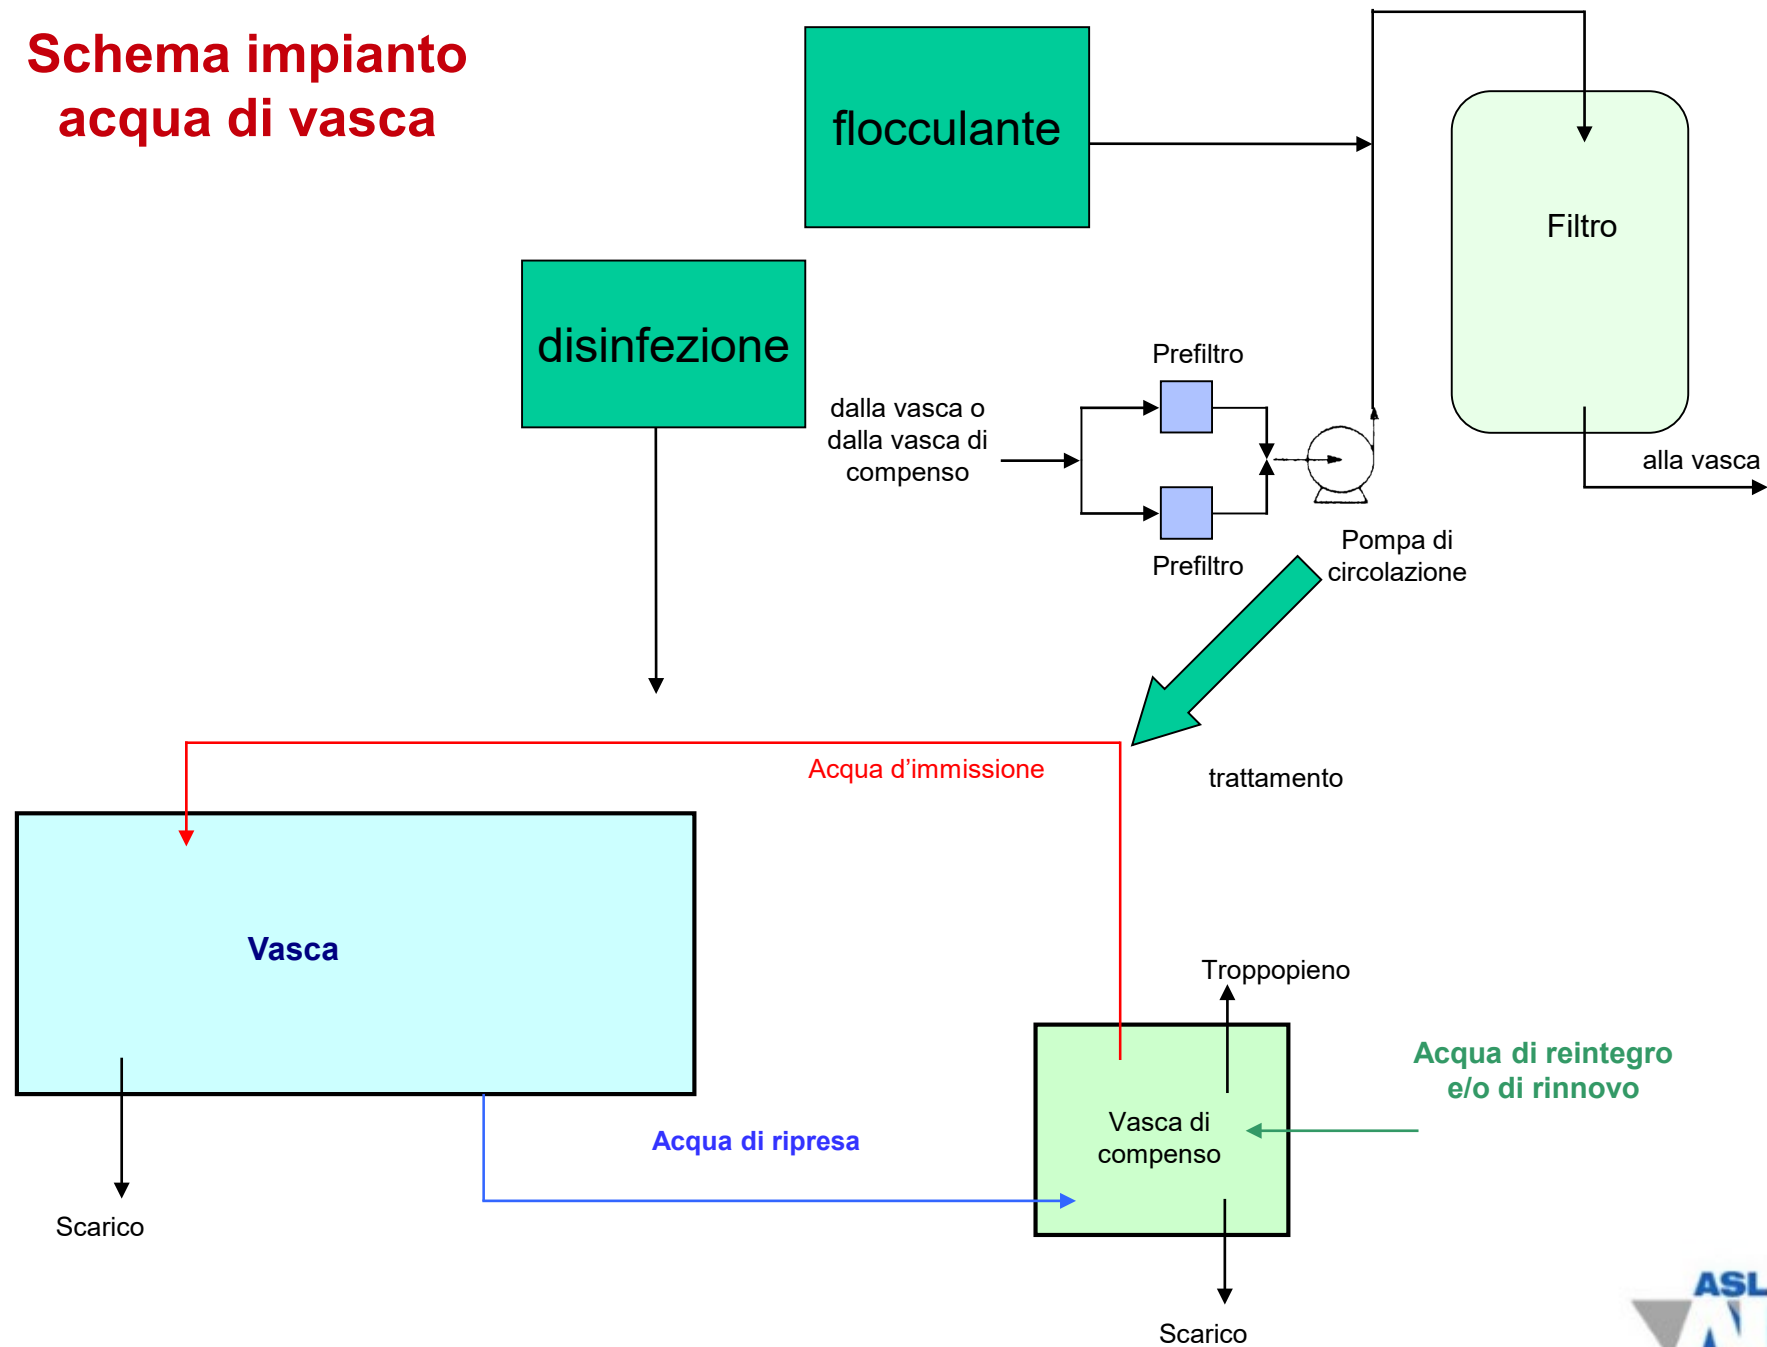 Schema impianto
acqua di vasca
flocculante
Filtro
disinfezione
Prefiltro
dalla vasca o
dalla vasca di
compenso
alla vasca
Prefiltro
Pompa di
circolazione
Acqua d’immissione
trattamento
Vasca
Troppopieno
Acqua di reintegro
e/o di rinnovo
Vasca di
compenso
Acqua di ripresa
Scarico
Scarico
ASL